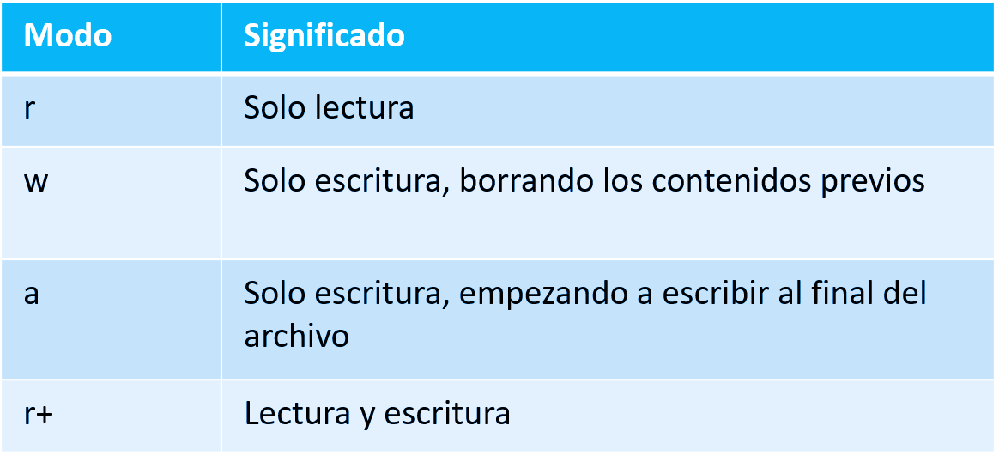 Modo Significado
r Solo lectura
w Solo escritura, borrando los contenidos previos
a Solo escritura, empezando a escribir al final del
archivo
r+ Lectura y escritura